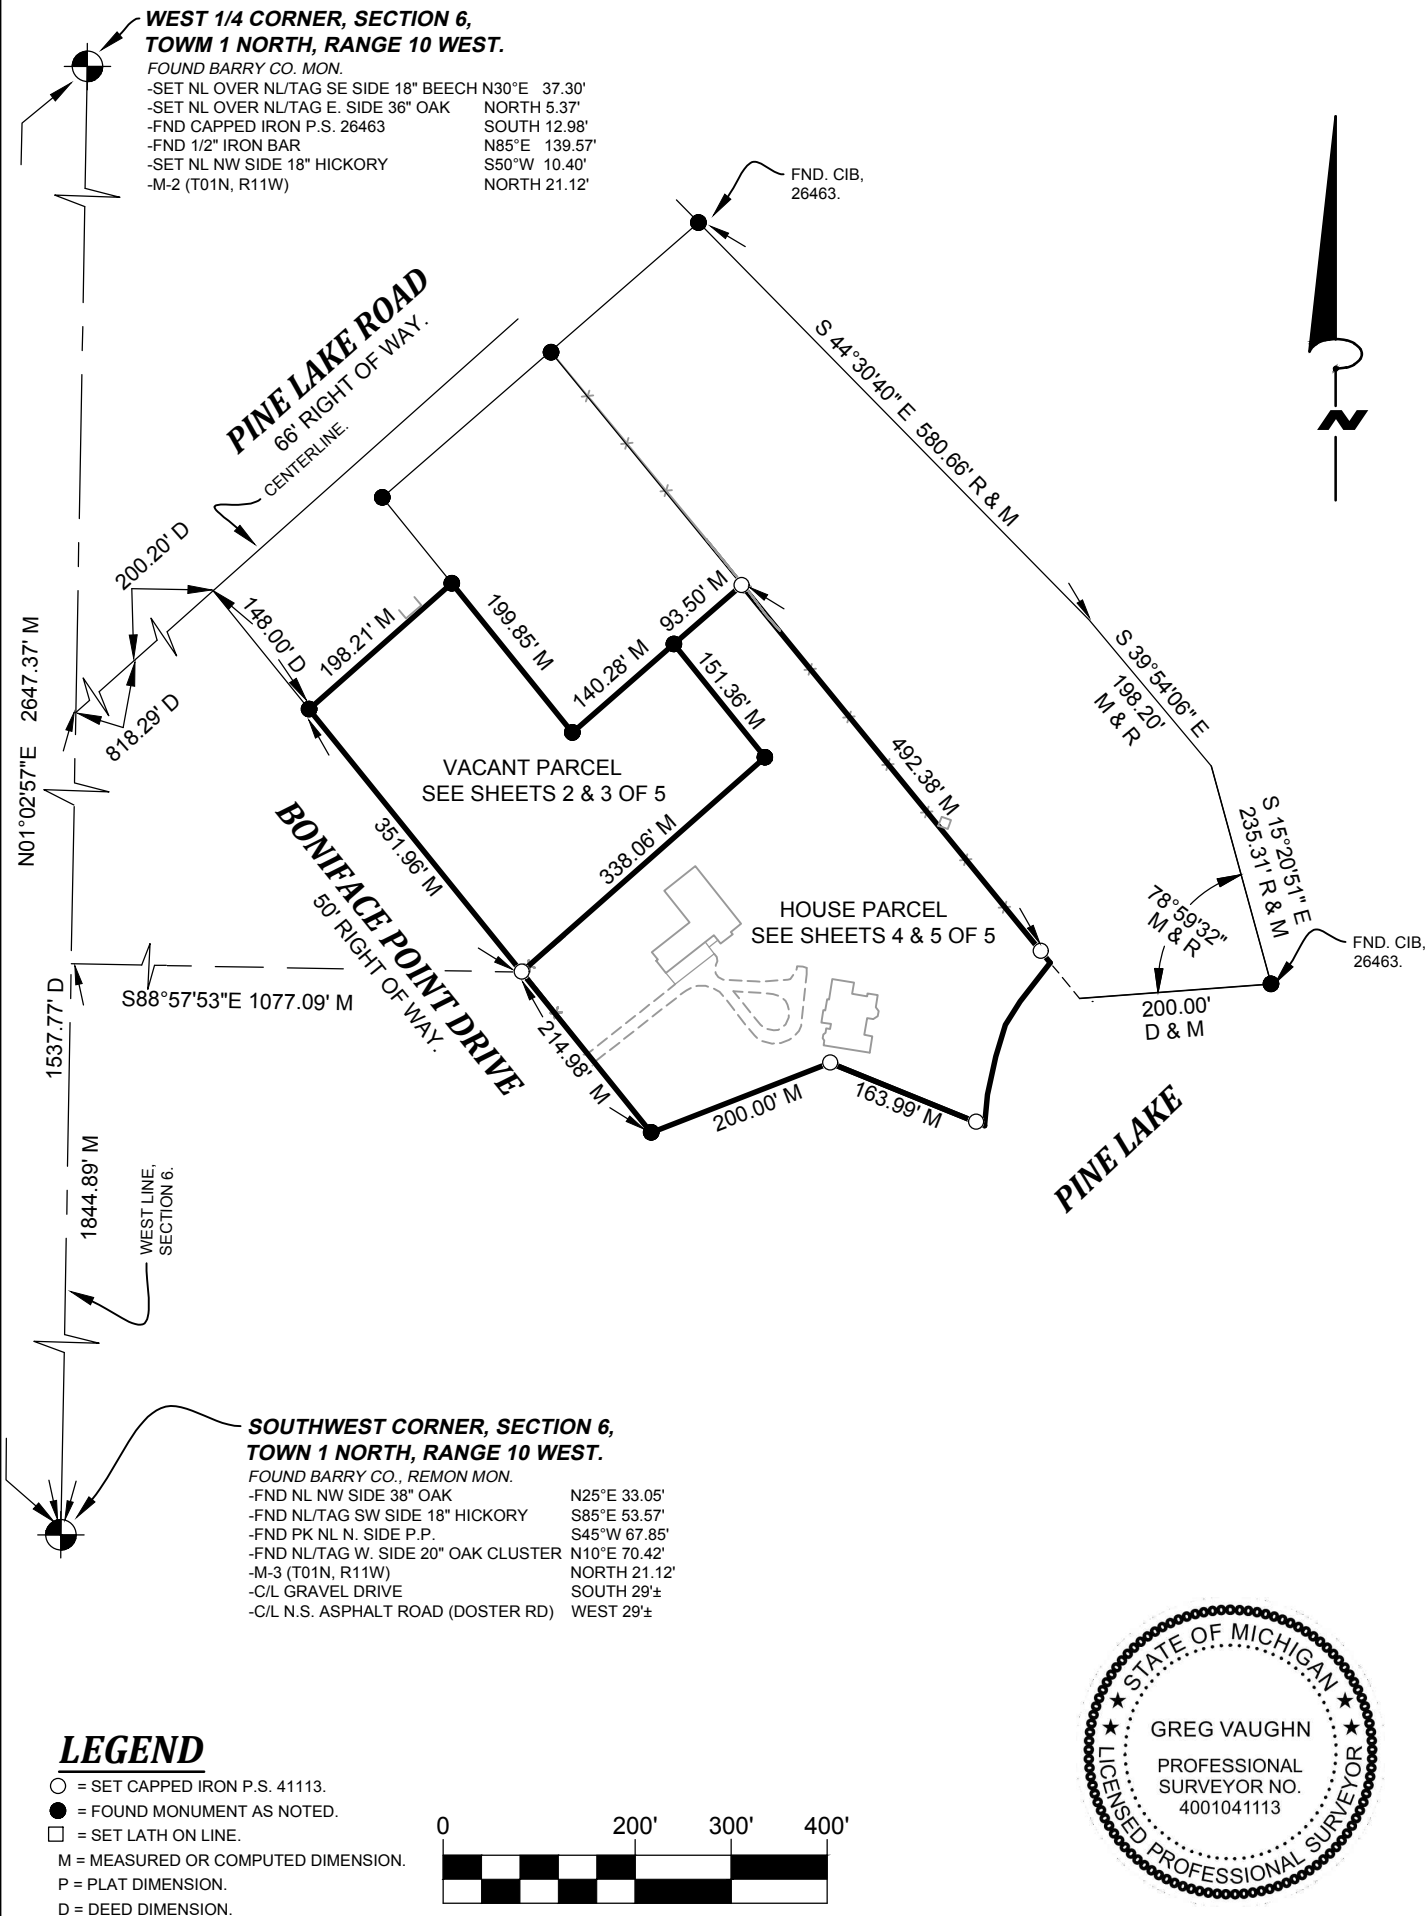 WEST 1/4 CORNER, SECTION 6,
TOWM 1 NORTH, RANGE 10 WEST.
FOUND BARRY CO. MON.
-SET NL OVER NL/TAG SE SIDE 18" BEECH N30°E 37.30'
-SET NL OVER NL/TAG E. SIDE 36" OAK NORTH 5.37'
-FND CAPPED IRON P.S. 26463 SOUTH 12.98'
-FND 1/2" IRON BAR N85°E 139.57'
-SET NL NW SIDE 18" HICKORY S50°W 10.40'
-M-2 (T01N, R11W) NORTH 21.12'
FND. CIB,
26463.
PINE LAKE ROAD
66' RIGHT OF WAY.
CENTERLINE.
S 44°30'40" E 580.66' R & M
200.20' D
148.00' D
198.21' M
199.85' M
140.28' M
93.50' M
151.36' M
818.29' D
N01°02'57"E 2647.37' M
S 39°54'06" E
198.20'
M & R
VACANT PARCEL
SEE SHEETS 2 & 3 OF 5
492.38' M
351.96' M
338.06' M
BONIFACE POINT DRIVE
50' RIGHT OF WAY.
S 15°20'51" E
235.31' R & M
78°59'32"
M & R
HOUSE PARCEL
SEE SHEETS 4 & 5 OF 5
FND. CIB,
26463.
S88°57'53"E 1077.09' M
200.00'
D & M
1537.77' D
214.98' M
200.00' M
163.99' M
PINE LAKE
1844.89' M
WEST LINE,
SECTION 6.
SOUTHWEST CORNER, SECTION 6,
TOWN 1 NORTH, RANGE 10 WEST.
FOUND BARRY CO., REMON MON.
-FND NL NW SIDE 38" OAK N25°E 33.05'
-FND NL/TAG SW SIDE 18" HICKORY S85°E 53.57'
-FND PK NL N. SIDE P.P. S45°W 67.85'
-FND NL/TAG W. SIDE 20" OAK CLUSTER N10°E 70.42'
-M-3 (T01N, R11W) NORTH 21.12'
-C/L GRAVEL DRIVE SOUTH 29'±
-C/L N.S. ASPHALT ROAD (DOSTER RD) WEST 29'±
N
LEGEND
= SET CAPPED IRON P.S. 41113.
= FOUND MONUMENT AS NOTED.
= SET LATH ON LINE.
M = MEASURED OR COMPUTED DIMENSION.
P = PLAT DIMENSION.
D = DEED DIMENSION.
0 200' 300' 400'
STATE OF MICHIGAN
GREG VAUGHN
PROFESSIONAL
SURVEYOR NO.
4001041113
LICENSED PROFESSIONAL SURVEYOR